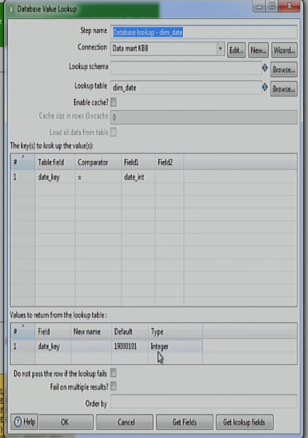 Database Value Lookup
Step name Database lookup - dim_date
Connection Data mart KBB Edit... New... Wizard...
Lookup schema Browse...
Lookup table dim_date Browse...
Enable cache?
Cache size in rows (0=cache 0
Load all data from table
The key(s) to look up the value(s):
# Table field Comparator Field1 Field2
1 date_key = date_int
Values to return from the lookup table :
# Field New name Default Type
1 date_key 19000101 Integer
Do not pass the row if the lookup fails
Fail on multiple results?
Order by
Help OK Cancel Get Fields Get lookup fields